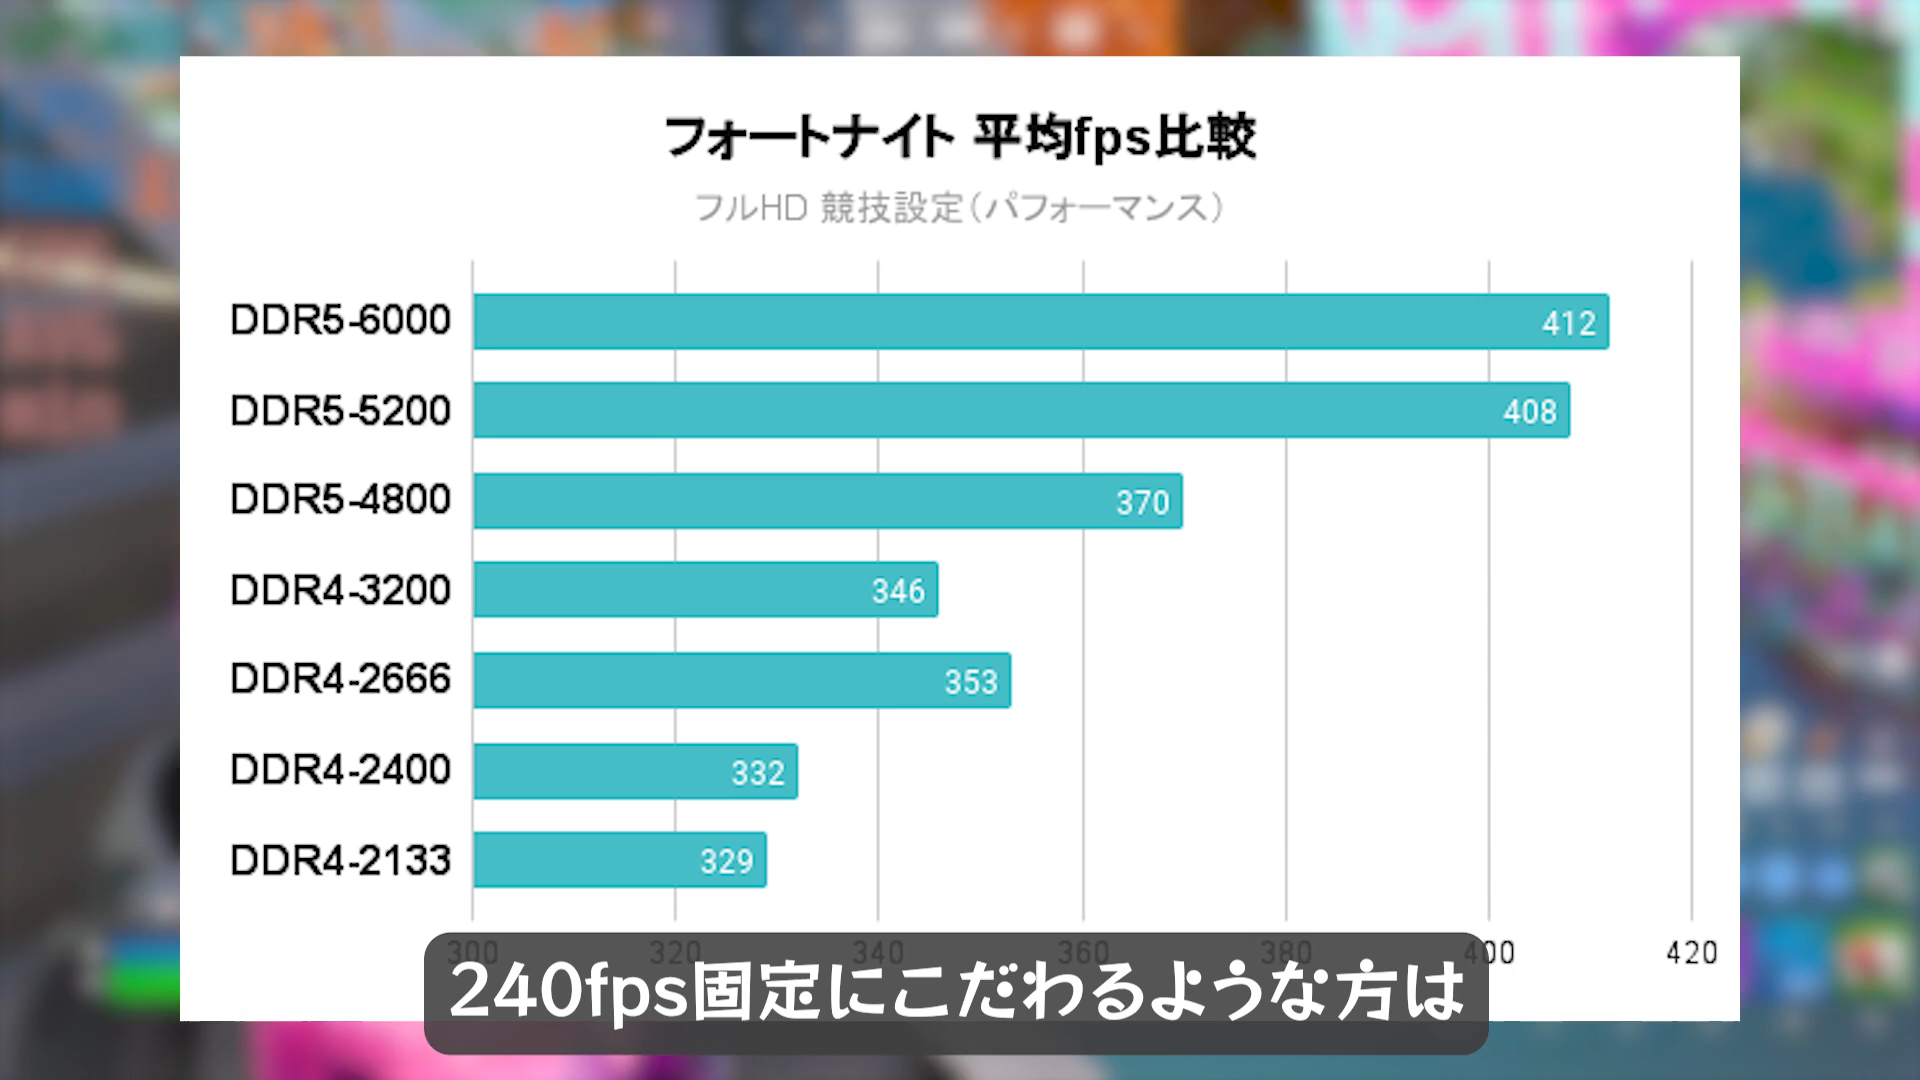 フォートナイト 平均fps比較
フルHD 競技設定（パフォーマンス）
DDR5-6000 412
DDR5-5200 408
DDR5-4800 370
DDR4-3200 346
DDR4-2666 353
DDR4-2400 332
DDR4-2133 329
300 320 340 360 380 400 420
240fps固定にこだわるような方は